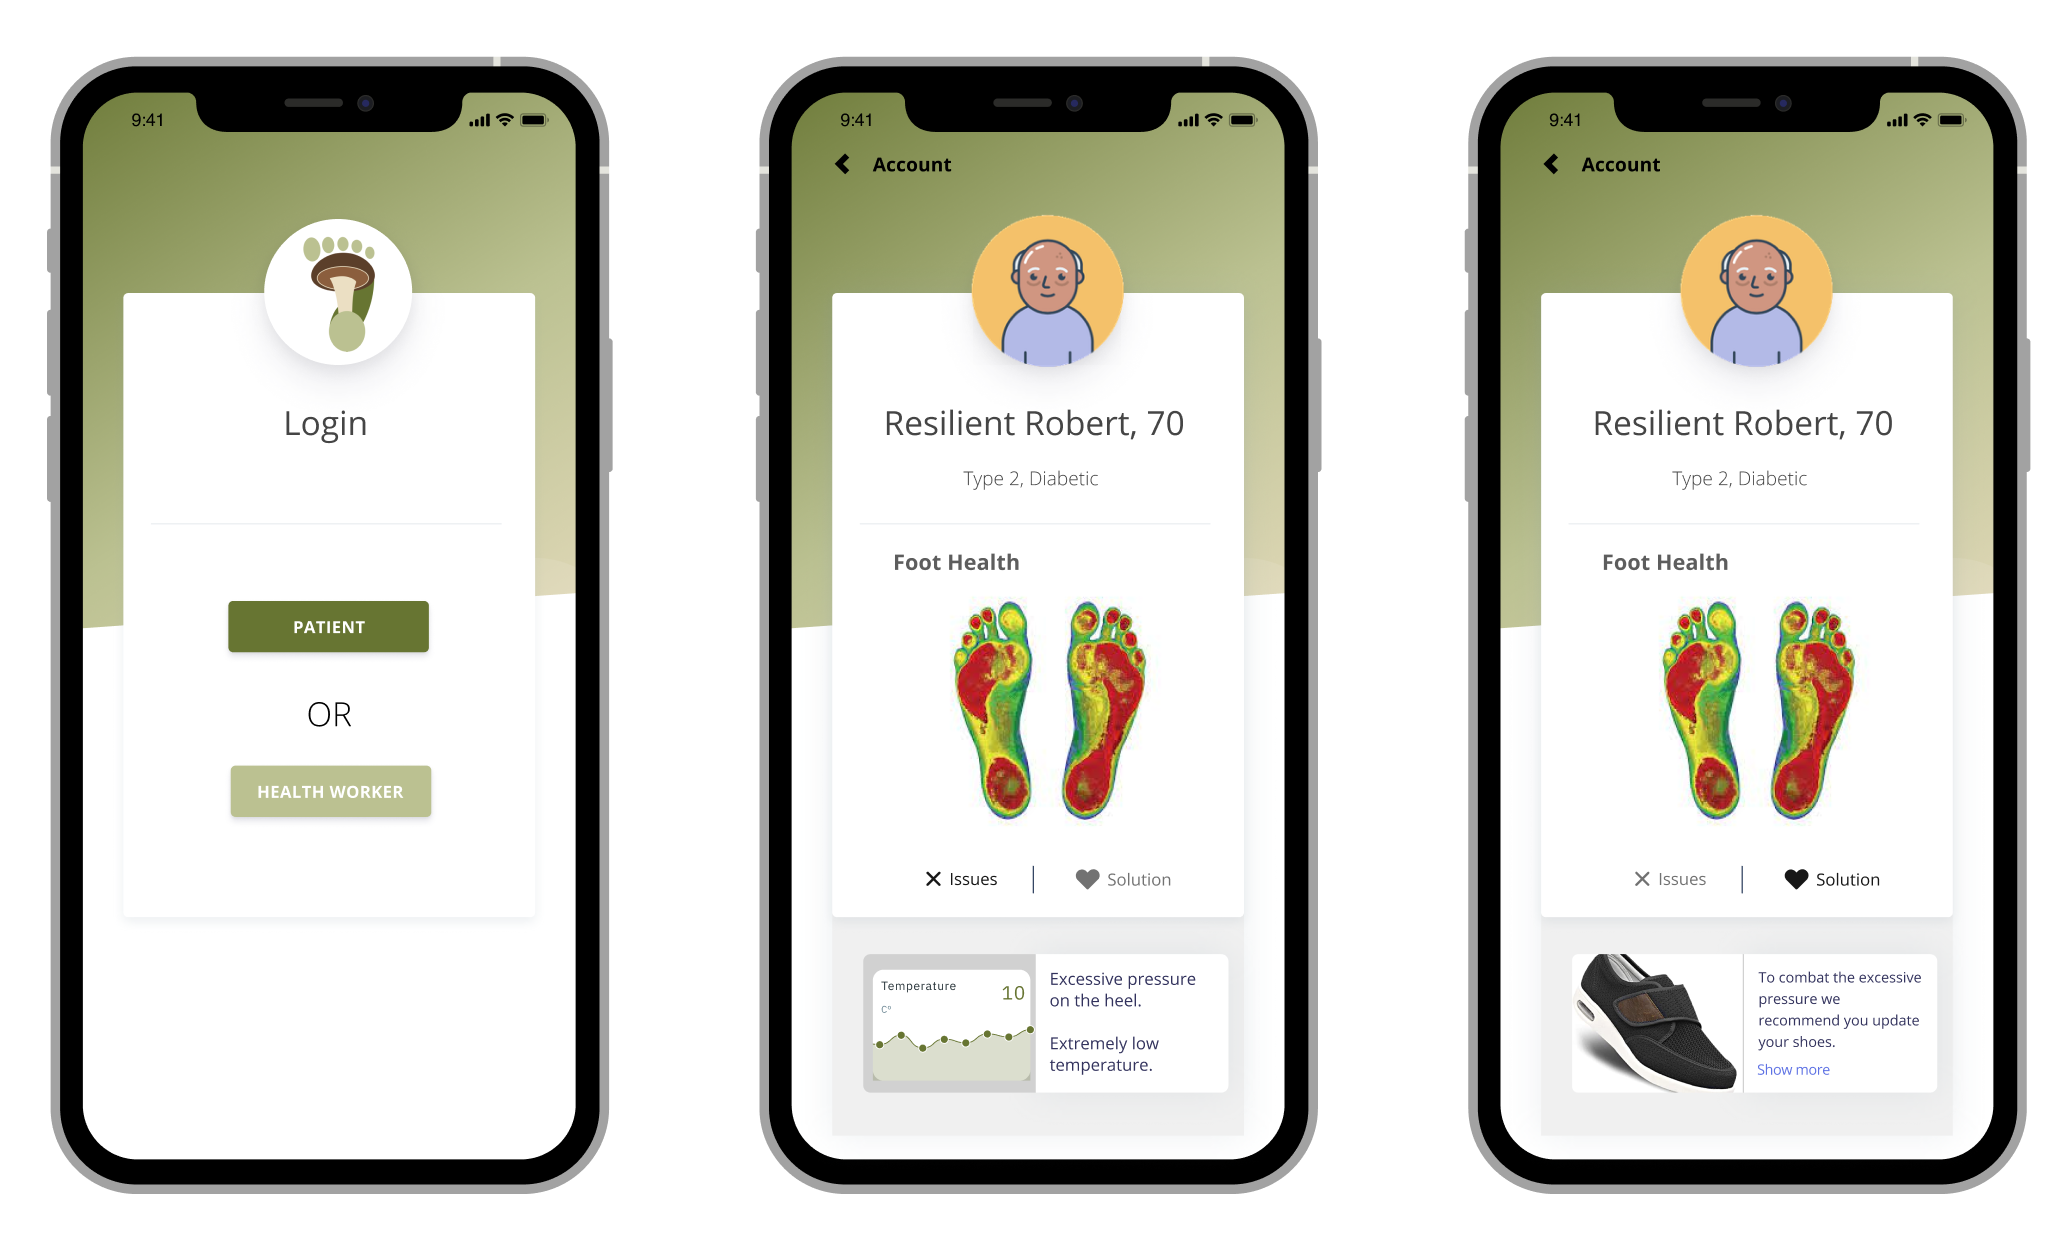 9:41
Login
PATIENT
OR
HEALTH WORKER
9:41
Account
Resilient Robert, 70
Type 2, Diabetic
Foot Health
Issues
Solution
Temperature
10
C°
Excessive pressure
on the heel.
Extremely low
temperature.
9:41
Account
Resilient Robert, 70
Type 2, Diabetic
Foot Health
Issues
Solution
To combat the excessive
pressure we
recommend you update
your shoes.
Show more